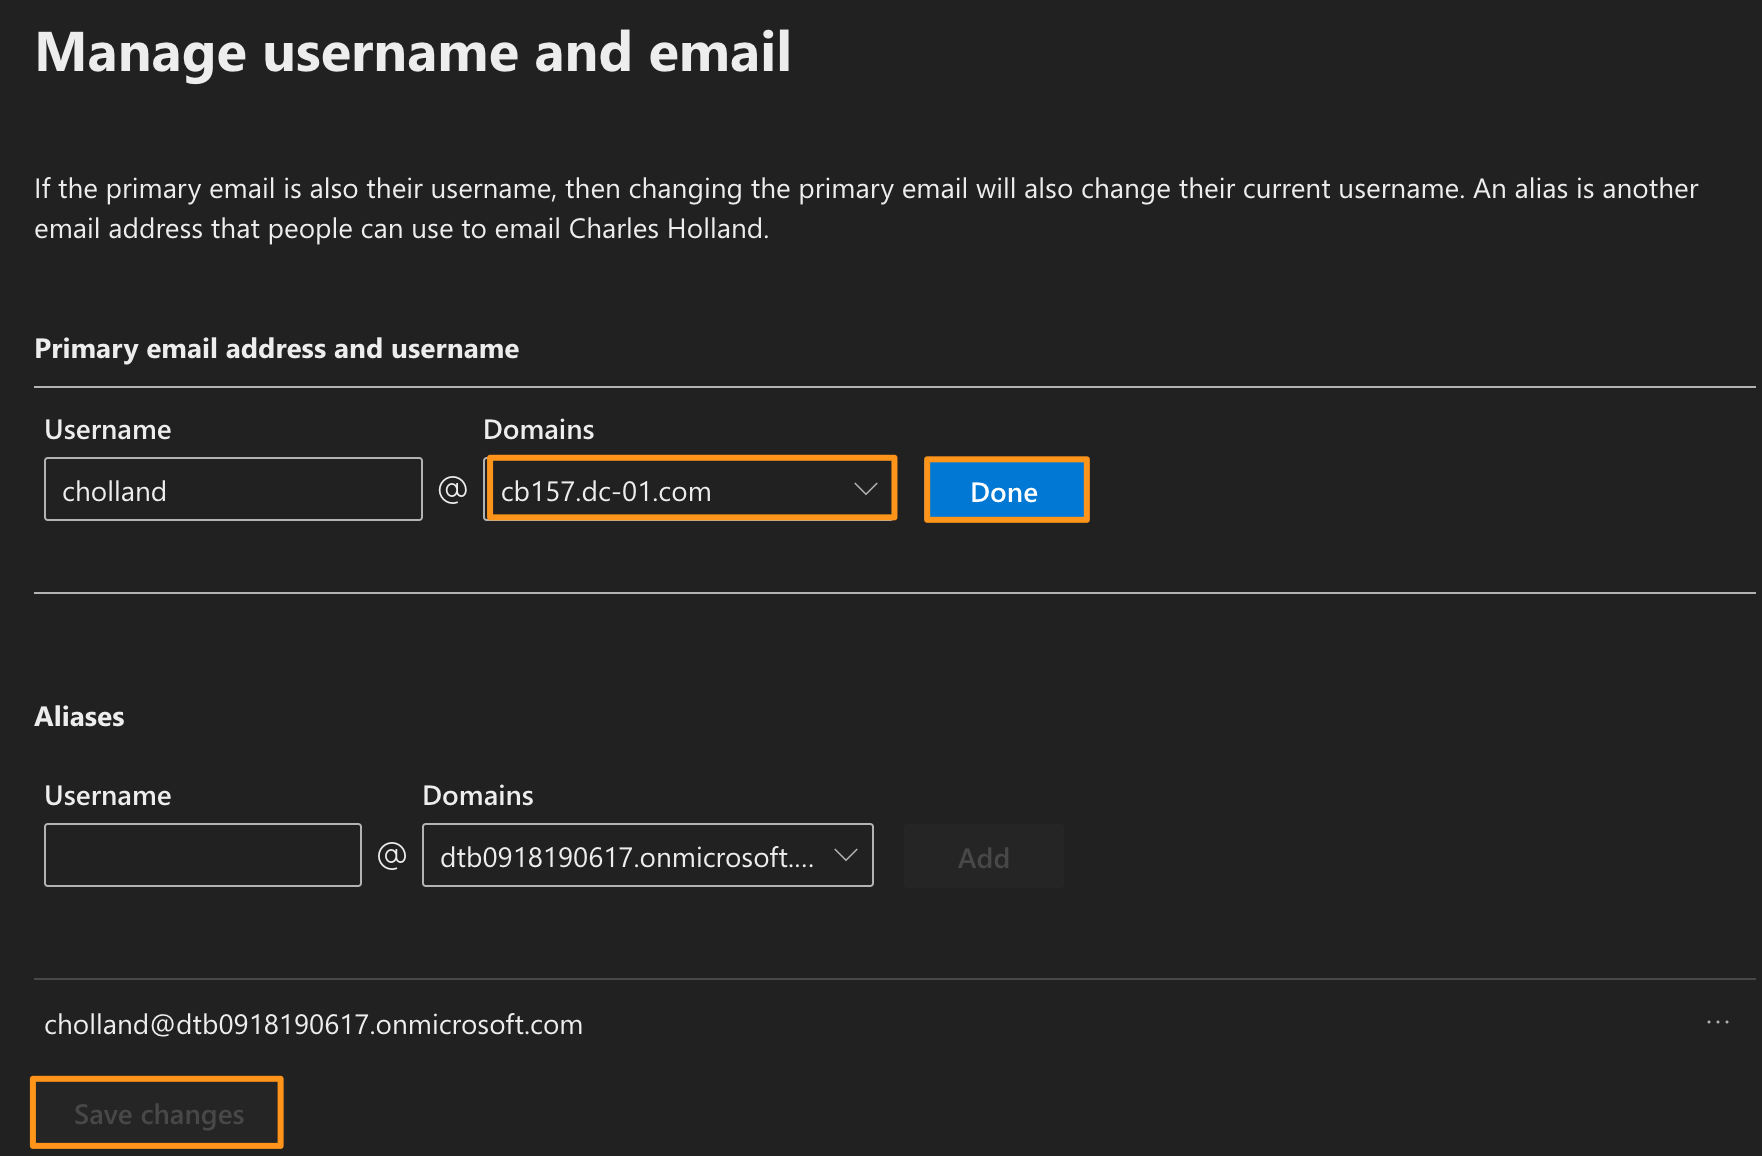 Manage username and email
If the primary email is also their username, then changing the primary email will also change their current username. An alias is another
email address that people can use to email Charles Holland.
Primary email address and username
Username Domains
cholland @ cb157.dc-01.com Done
Aliases
Username Domains
@ dtb0918190617.onmicrosoft.... Add
cholland@dtb0918190617.onmicrosoft.com ...
Save changes